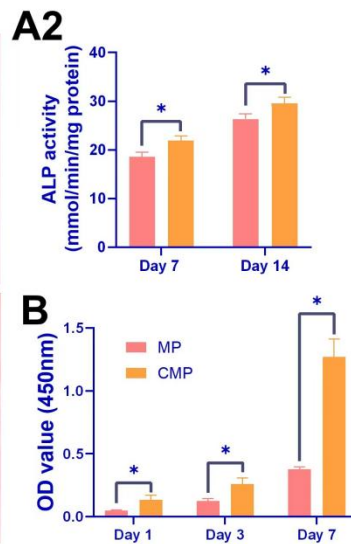 A2
ALP activity
(mmol/min/mg protein)
40
30
20
10
0
*
*
Day 7
Day 14
B
OD value (450nm)
1.5
1.0
0.5
0.0
MP
CMP
*
*
*
Day 1
Day 3
Day 7